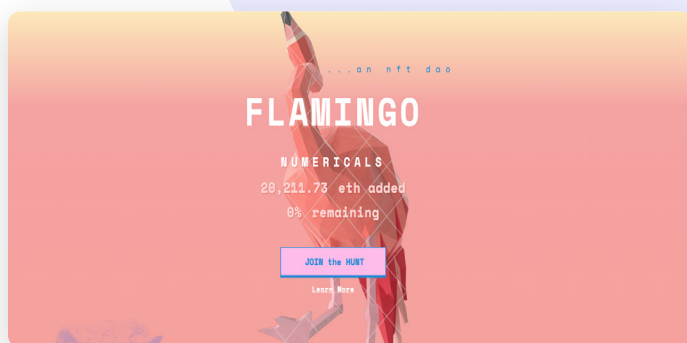 ...an nft dao
FLAMINGO
NUMERICALS
20,211.73 eth added
0% remaining
JOIN the HUNT
Learn More